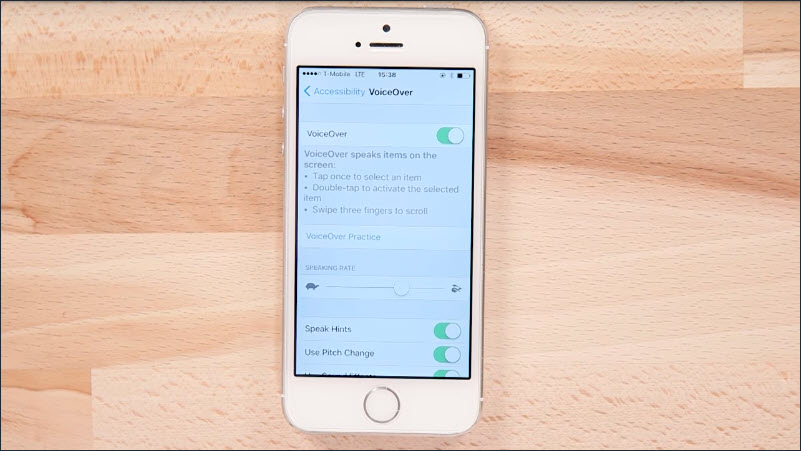 T-Mobile LTE 15:38
Accessibility VoiceOver
VoiceOver
VoiceOver speaks items on the
screen:
• Tap once to select an item
• Double-tap to activate the selected
item
• Swipe three fingers to scroll
VoiceOver Practice
SPEAKING RATE
Speak Hints
Use Pitch Change